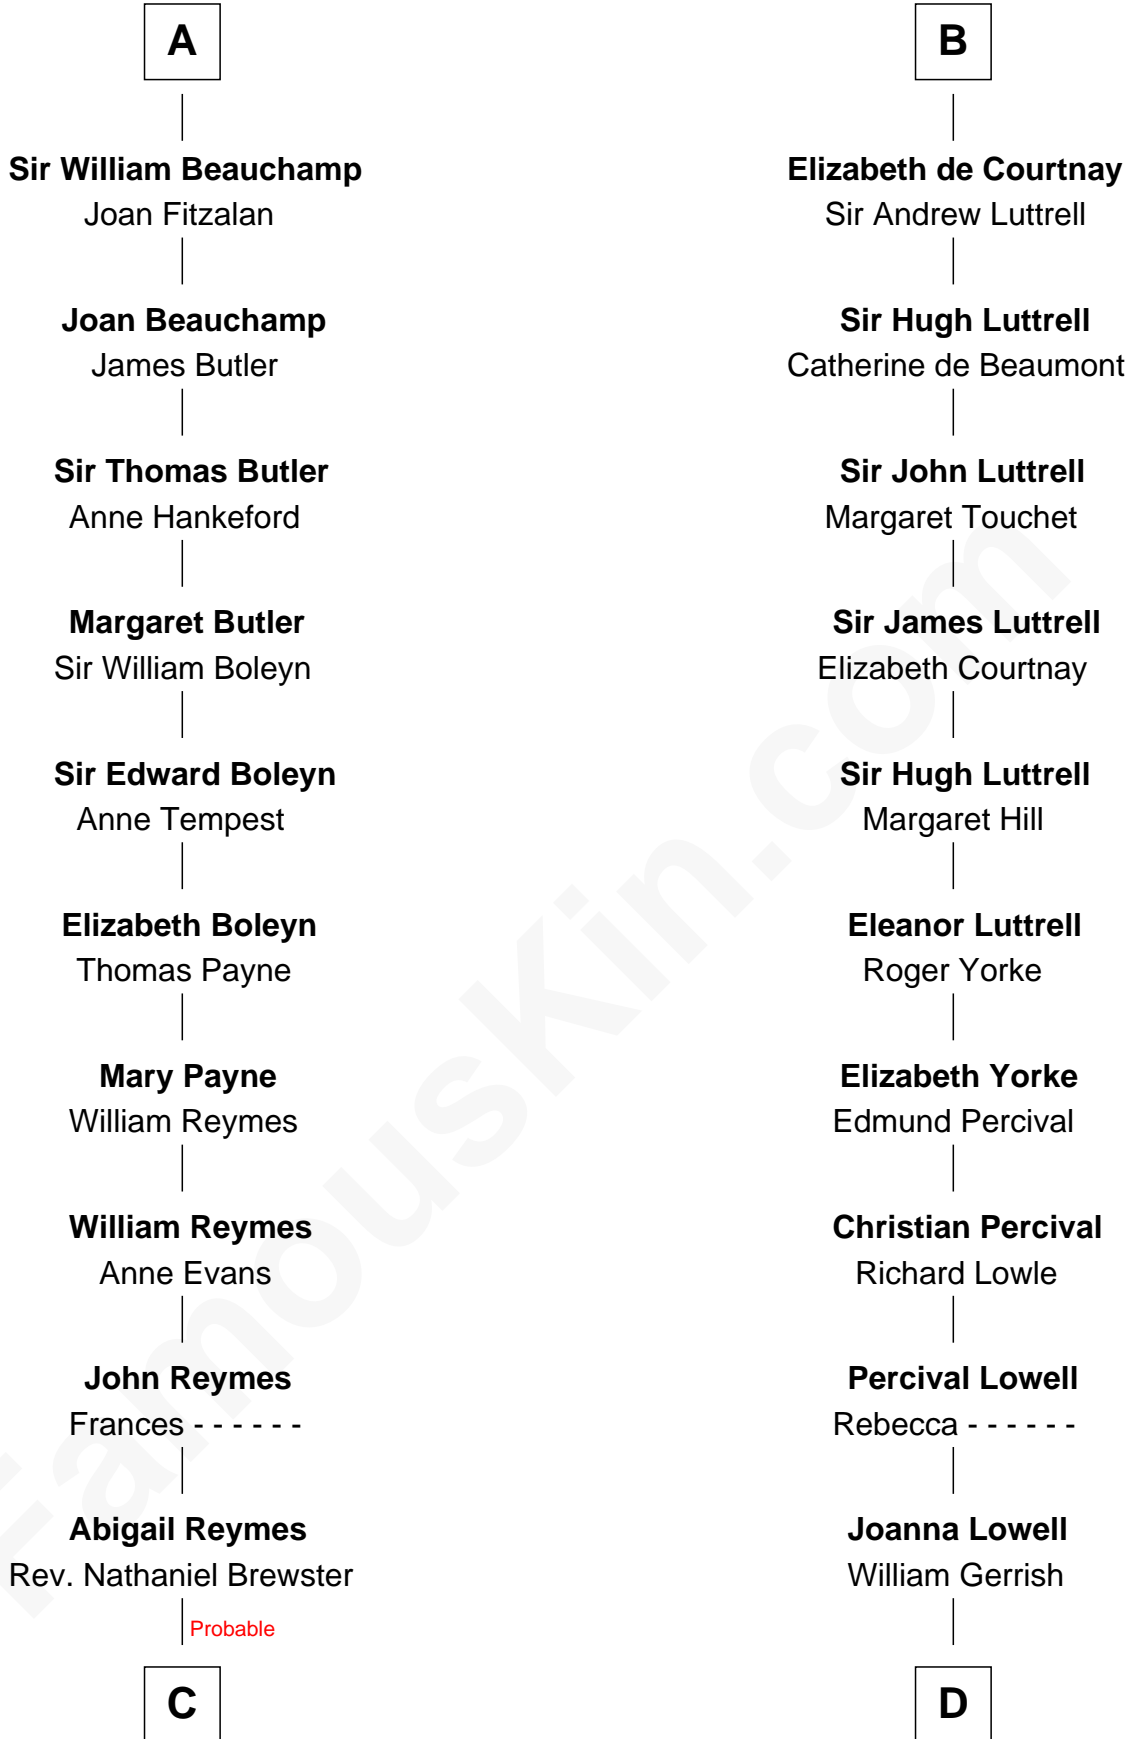 A
Sir William Beauchamp
Joan Fitzalan
Joan Beauchamp
James Butler
Sir Thomas Butler
Anne Hankeford
Margaret Butler
Sir William Boleyn
Sir Edward Boleyn
Anne Tempest
Elizabeth Boleyn
Thomas Payne
Mary Payne
William Reymes
William Reymes
Anne Evans
John Reymes
Frances - - - - - -
Abigail Reymes
Rev. Nathaniel Brewster
Probable
C
B
Elizabeth de Courtnay
Sir Andrew Luttrell
Sir Hugh Luttrell
Catherine de Beaumont
Sir John Luttrell
Margaret Touchet
Sir James Luttrell
Elizabeth Courtnay
Sir Hugh Luttrell
Margaret Hill
Eleanor Luttrell
Roger Yorke
Elizabeth Yorke
Edmund Percival
Christian Percival
Richard Lowle
Percival Lowell
Rebecca - - - - - -
Joanna Lowell
William Gerrish
D
FamousKin.com